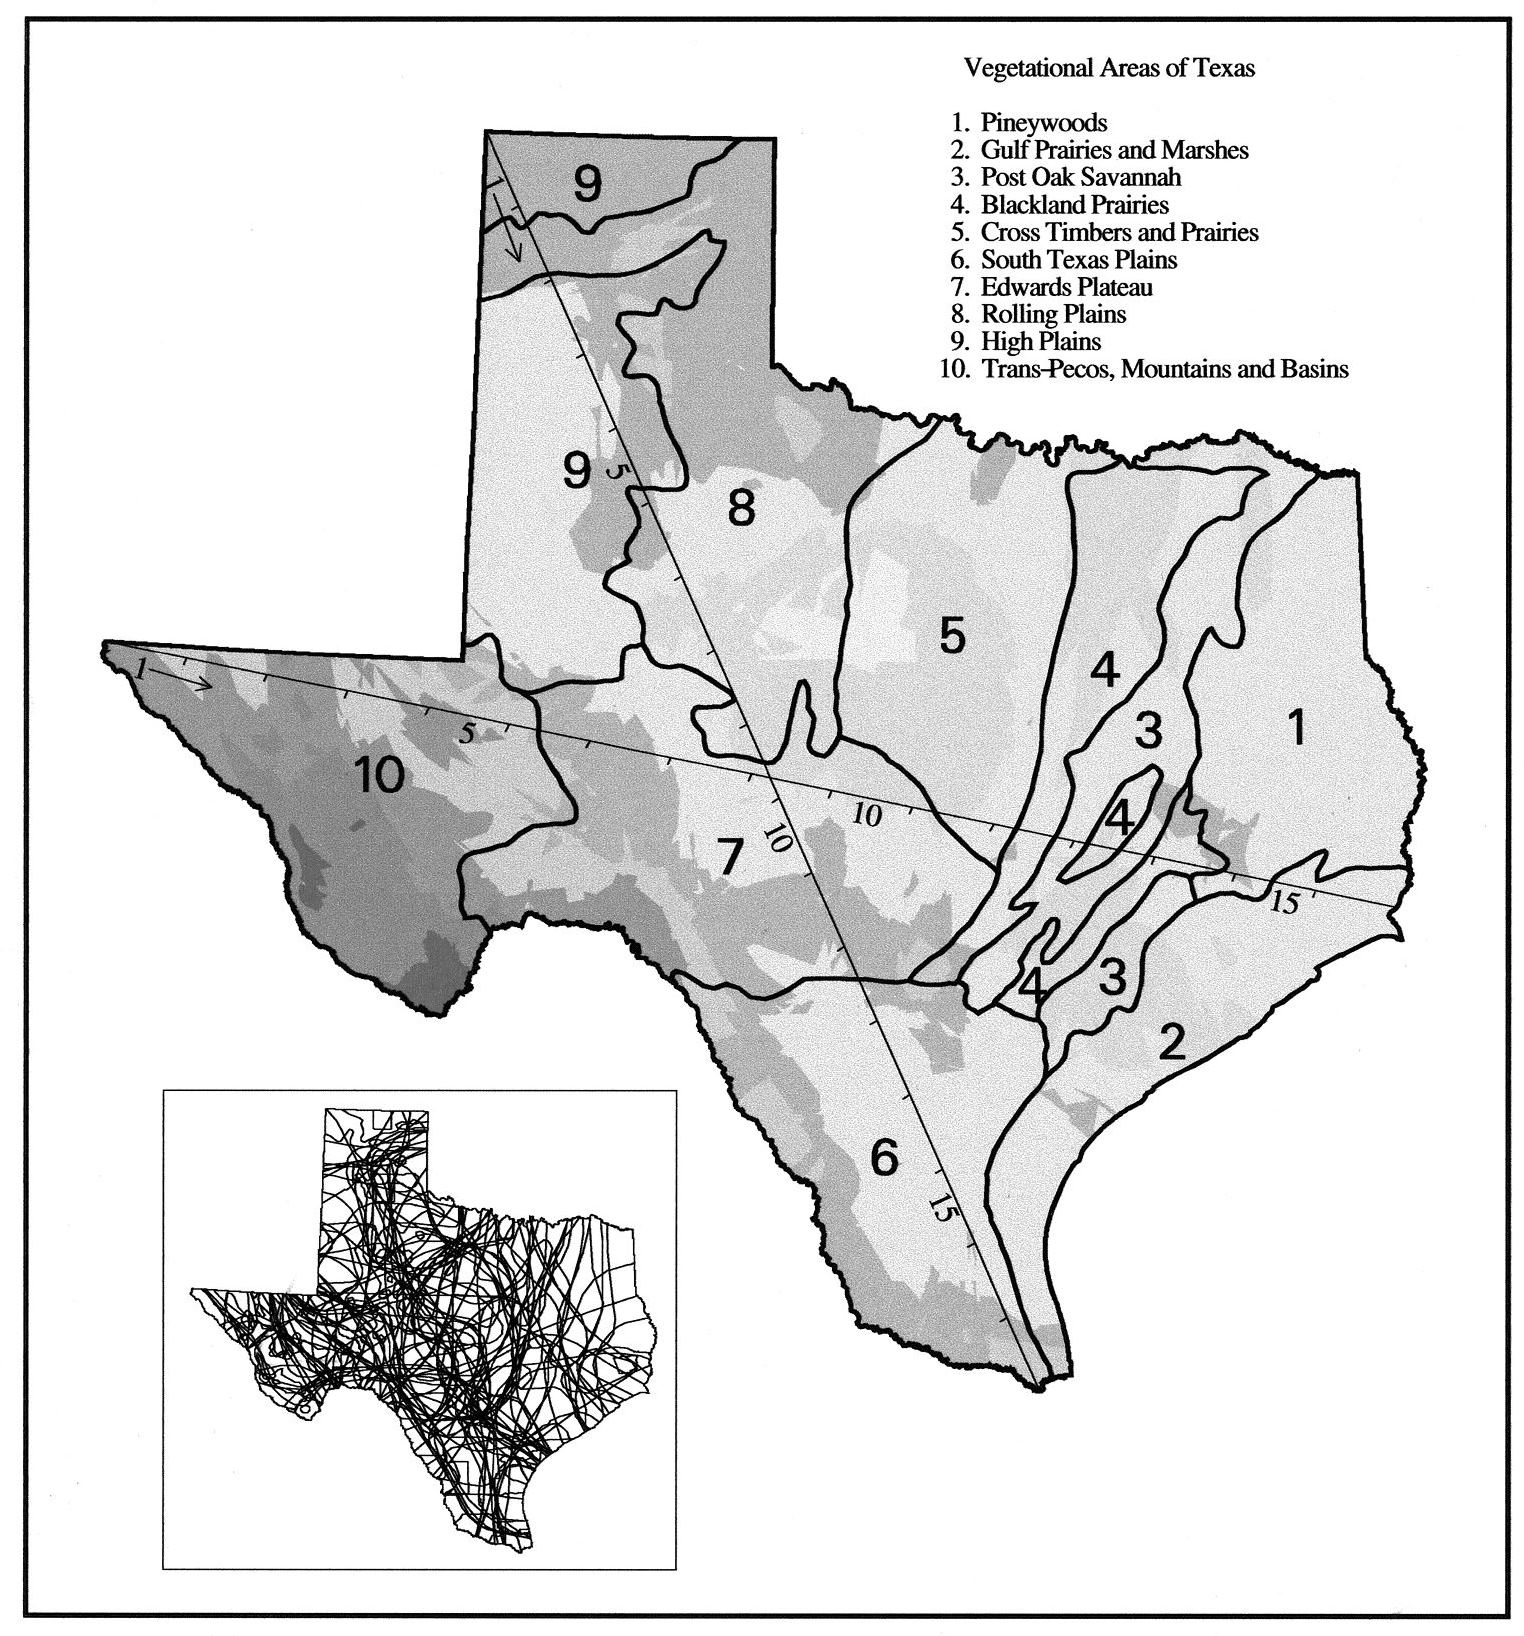 Vegetational Areas of Texas
1. Pineywoods
2. Gulf Prairies and Marshes
3. Post Oak Savannah
4. Blackland Prairies
5. Cross Timbers and Prairies
6. South Texas Plains
7. Edwards Plateau
8. Rolling Plains
9. High Plains
10. Trans-Pecos, Mountains and Basins
9
1
9
5
8
5
4
1
3
1
5
10
10
4
7
10
15
4
3
2
6
15